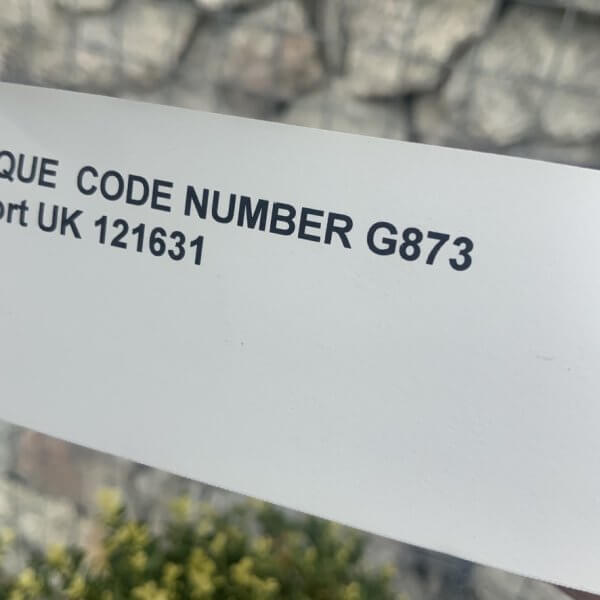 QUE CODE NUMBER G873
ort UK 121631